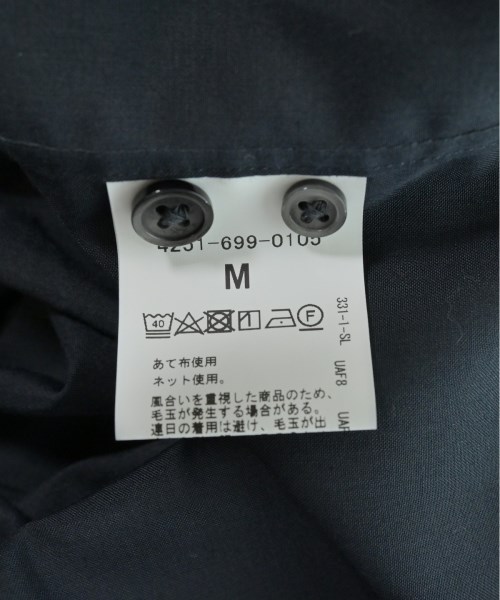 4251-699-0105
M
40
F
あて布使用
ネット使用。
風合いを重視した商品のため、
毛玉が発生する場合がある。
連日の着用は避け、毛玉が出
331-1-SL UAF8